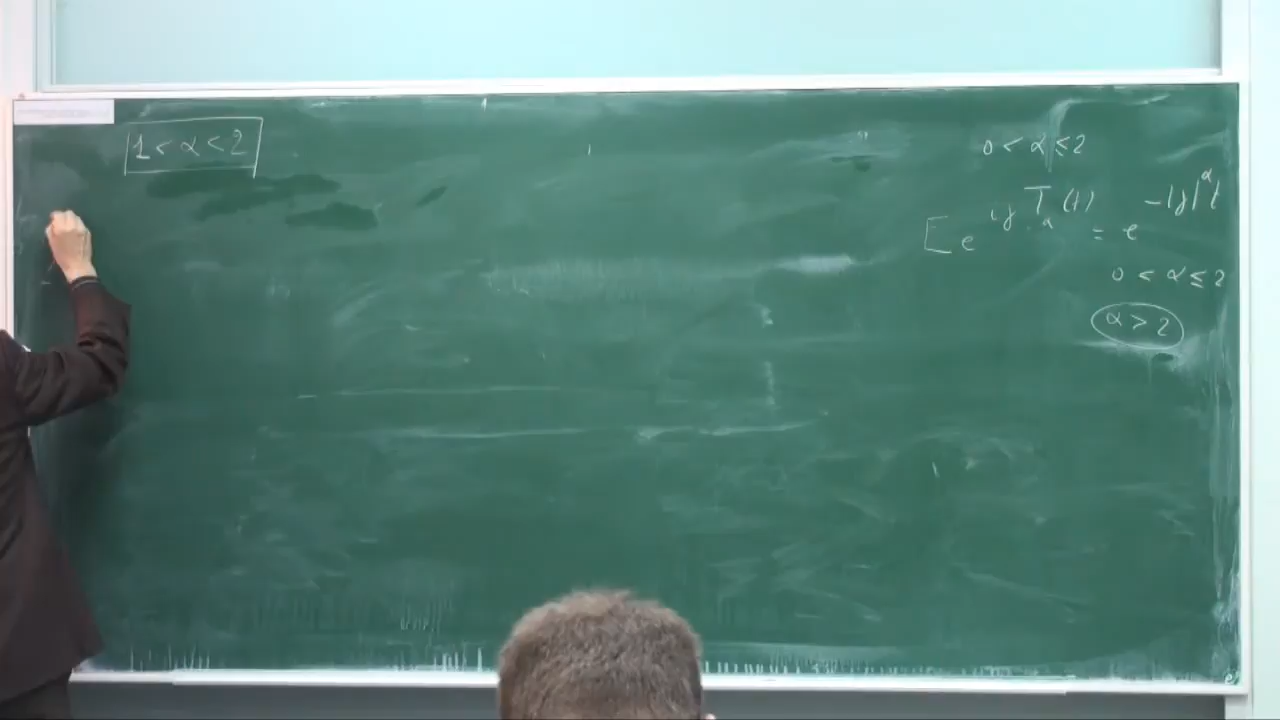 1 < α < 2
0 < α ≤ 2
E e^{iy T_α(t)} = e^{-|y|^α t}
0 < α ≤ 2
α > 2